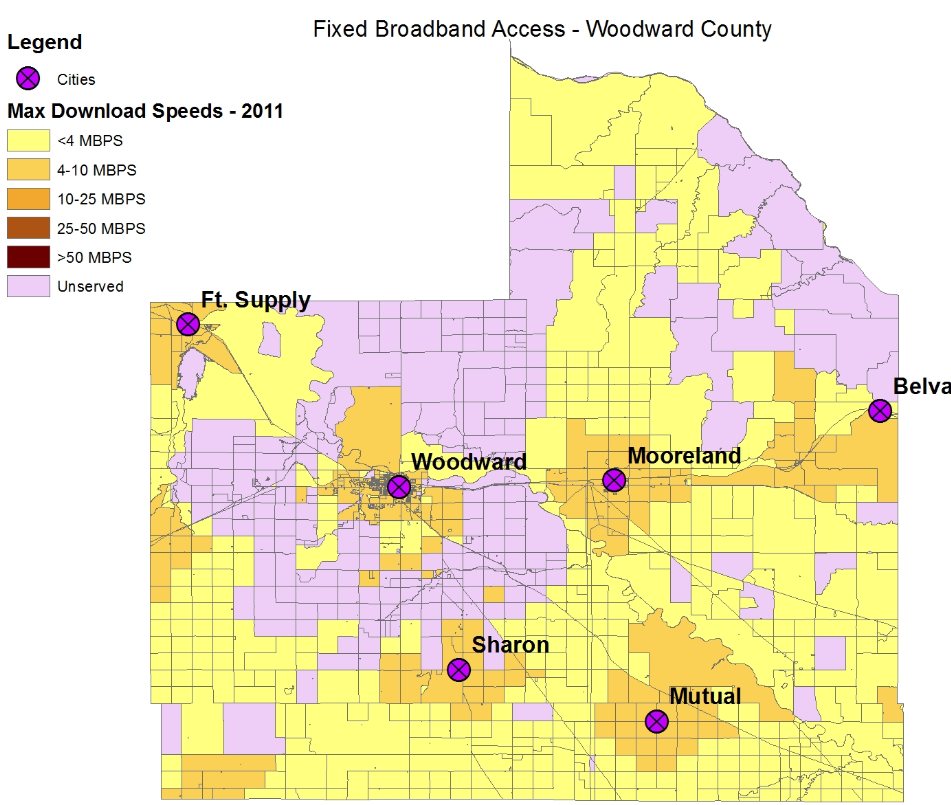 Fixed Broadband Access - Woodward County
Legend
Cities
Max Download Speeds - 2011
<4 MBPS
4-10 MBPS
10-25 MBPS
25-50 MBPS
>50 MBPS
Unserved
Ft. Supply
Belva
Woodward
Mooreland
Sharon
Mutual